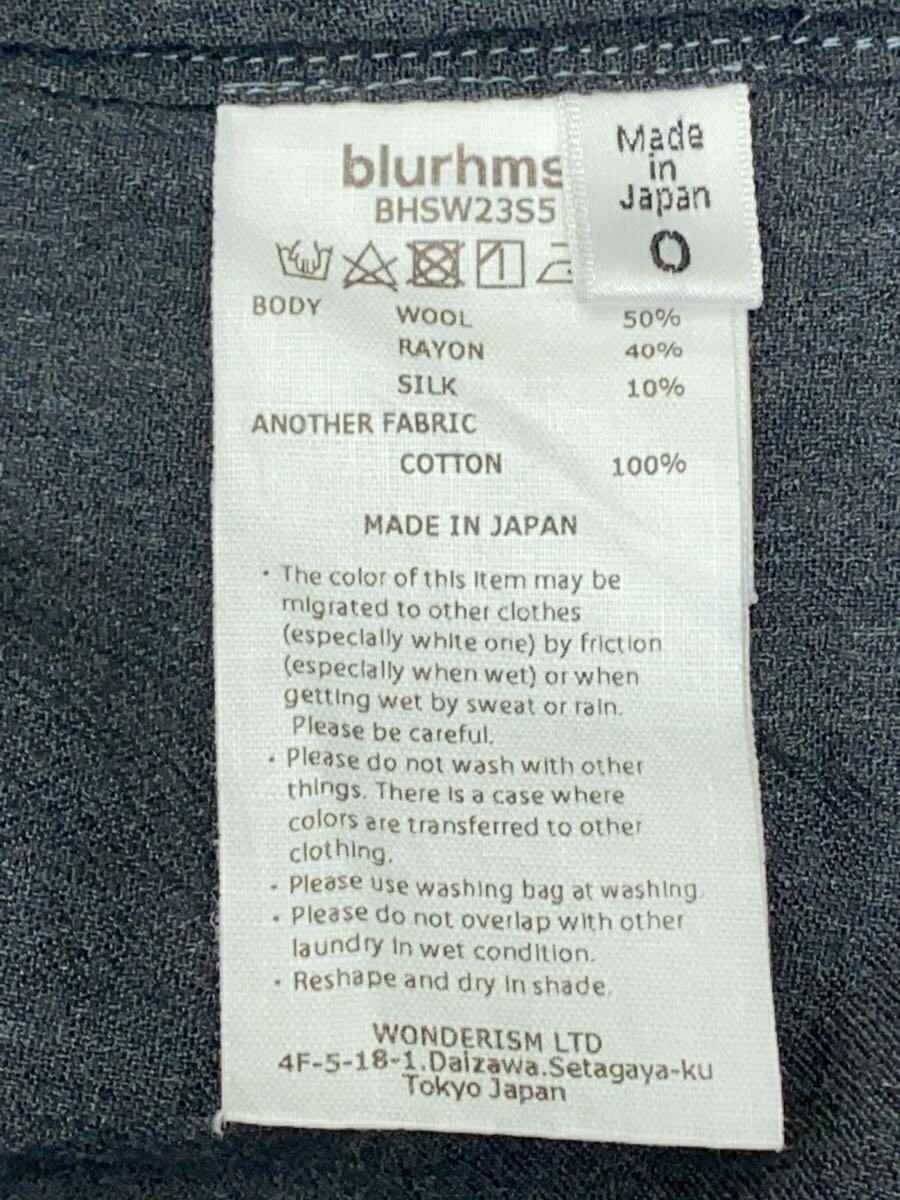 blurhms
BHSW23S5
Made
in
Japan
0
BODY WOOL 50%
RAYON 40%
SILK 10%
ANOTHER FABRIC
COTTON 100%
MADE IN JAPAN
· The color of this item may be
migrated to other clothes
(especially white one) by friction
(especially when wet) or when
getting wet by sweat or rain.
Please be careful.
· Please do not wash with other
things. There is a case where
colors are transferred to other
clothing.
· Please use washing bag at washing.
· Please do not overlap with other
laundry in wet condition.
· Reshape and dry in shade.
WONDERISM LTD
4F-5-18-1.Daizawa.Setagaya-ku
Tokyo Japan